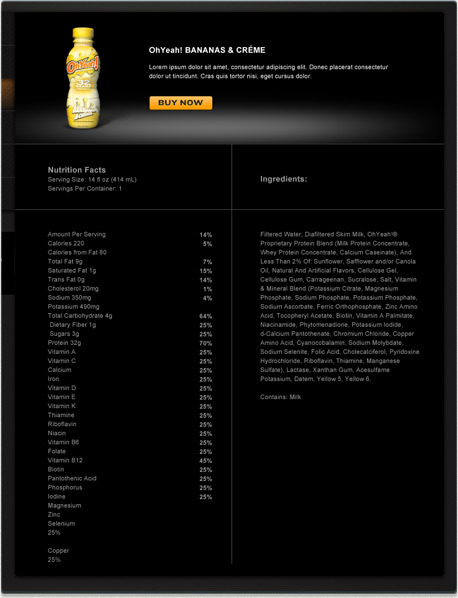 OhYeah!
OhYeah! BANANAS & CRÉME
Lorem ipsum dolor sit amet, consectetur adipiscing elit. Donec placerat consectetur
dolor ut tincidunt. Cras quis tortor nisi, eget cursus dolor.
BUY NOW
Nutrition Facts
Serving Size: 14 fl oz (414 mL)
Servings Per Container: 1
Ingredients:
Amount Per Serving 14%
Calories 220 5%
Calories from Fat 80
Total Fat 9g 7%
Saturated Fat 1g 15%
Trans Fat 0g 14%
Cholesterol 20mg 1%
Sodium 350mg 4%
Potassium 490mg
Total Carbohydrate 4g 64%
Dietary Fiber 1g 25%
Sugars 3g 25%
Protein 32g 70%
Vitamin A 25%
Vitamin C 25%
Calcium 25%
Iron 25%
Vitamin D 25%
Vitamin E 25%
Vitamin K 25%
Thiamine 25%
Riboflavin 25%
Niacin 25%
Vitamin B6 25%
Folate 25%
Vitamin B12 45%
Biotin 25%
Pantothenic Acid 25%
Phosphorus 25%
Iodine 25%
Magnesium
Zinc
Selenium
25%
Copper
25%
Filtered Water, Diafiltered Skim Milk, OhYeah!®
Proprietary Protein Blend (Milk Protein Concentrate,
Whey Protein Concentrate, Calcium Caseinate), And
Less Than 2% Of: Sunflower, Safflower and/or Canola
Oil, Natural And Artificial Flavors, Cellulose Gel,
Cellulose Gum, Carrageenan, Sucralose, Salt, Vitamin
& Mineral Blend (Potassium Citrate, Magnesium
Phosphate, Sodium Phosphate, Potassium Phosphate,
Sodium Ascorbate, Ferric Orthophosphate, Zinc Amino
Acid, Tocopheryl Acetate, Biotin, Vitamin A Palmitate,
Niacinamide, Phytomenadione, Potassium Iodide,
d-Calcium Pantothenate, Chromium Chloride, Copper
Amino Acid, Cyanocobalamin, Sodium Molybdate,
Sodium Selenite, Folic Acid, Cholecalciferol, Pyridoxine
Hydrochloride, Riboflavin, Thiamine, Manganese
Sulfate), Lactase, Xanthan Gum, Acesulfame
Potassium, Datem, Yellow 5, Yellow 6.
Contains: Milk